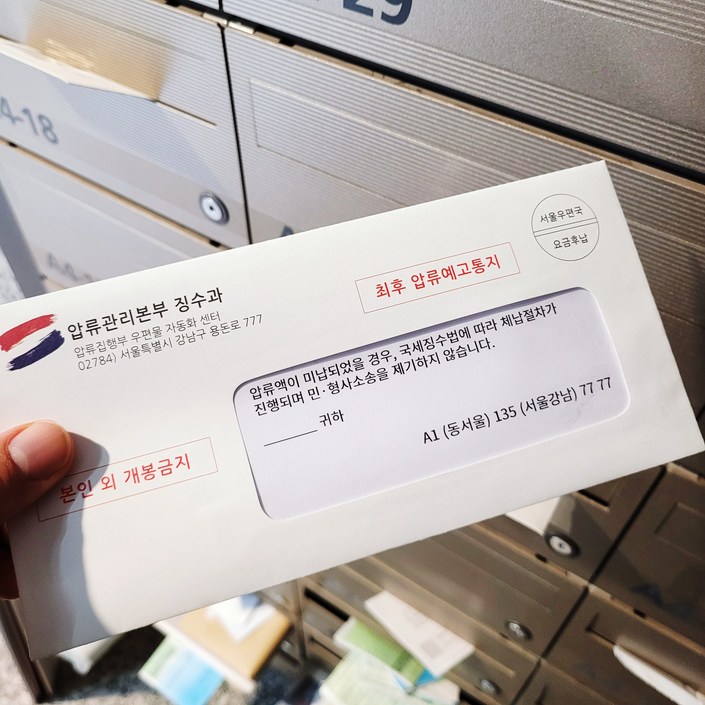 29
4-18
서울우편국
요금후납
최후 압류예고통지
압류관리본부 징수과
압류집행부 우편물 자동화 센터
02784) 서울특별시 강남구 용돈로 777
압류액이 미납되었을 경우, 국세징수법에 따라 체납절차가
진행되며 민·형사소송을 제기하지 않습니다.
______ 귀하
A1 (동서울) 135 (서울강남) 77 77
본인 외 개봉금지